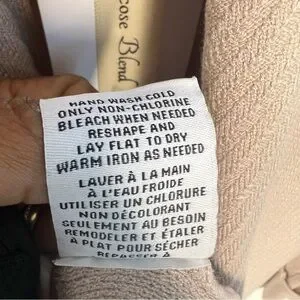 cose Blend
HAND WASH COLD
ONLY NON-CHLORINE
BLEACH WHEN NEEDED
RESHAPE AND
LAY FLAT TO DRY
WARM IRON AS NEEDED
LAVER À LA MAIN
À L'EAU FROIDE
UTILISER UN CHLORURE
NON DÉCOLORANT
SEULEMENT AU BESOIN
REMODELER ET ÉTALER
À PLAT POUR SÉCHER
REPASSER À